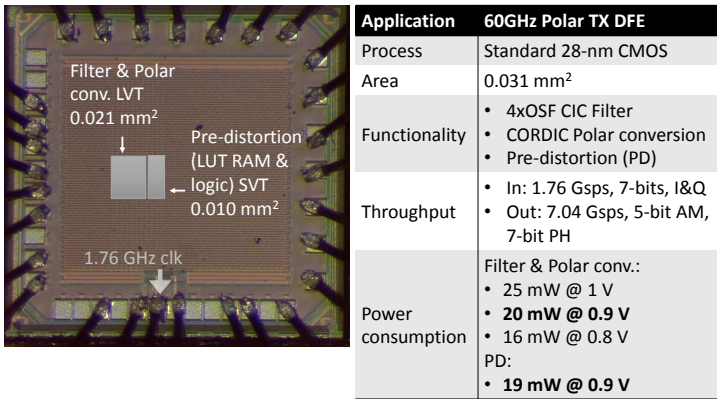 Filter & Polar
conv. LVT
0.021 mm²
Pre-distortion
(LUT RAM &
logic) SVT
0.010 mm²
1.76 GHz clk
Application 60GHz Polar TX DFE
Process Standard 28-nm CMOS
Area 0.031 mm²
Functionality
• 4xOSF CIC Filter
• CORDIC Polar conversion
• Pre-distortion (PD)
Throughput
• In: 1.76 Gsps, 7-bits, I&Q
• Out: 7.04 Gsps, 5-bit AM,
7-bit PH
Power
consumption
Filter & Polar conv.:
• 25 mW @ 1 V
• 20 mW @ 0.9 V
• 16 mW @ 0.8 V
PD:
• 19 mW @ 0.9 V